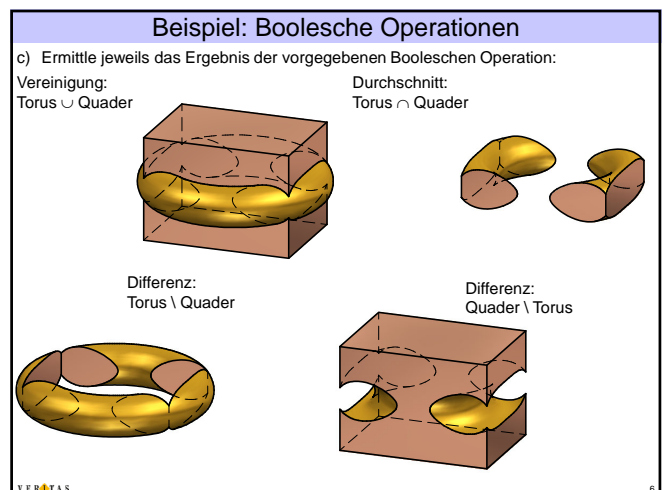 Beispiel: Boolesche Operationen
c) Ermittle jeweils das Ergebnis der vorgegebenen Booleschen Operation:
Vereinigung:
Torus ∪ Quader
Durchschnitt:
Torus ∩ Quader
Differenz:
Torus \ Quader
Differenz:
Quader \ Torus
VERITAS
6